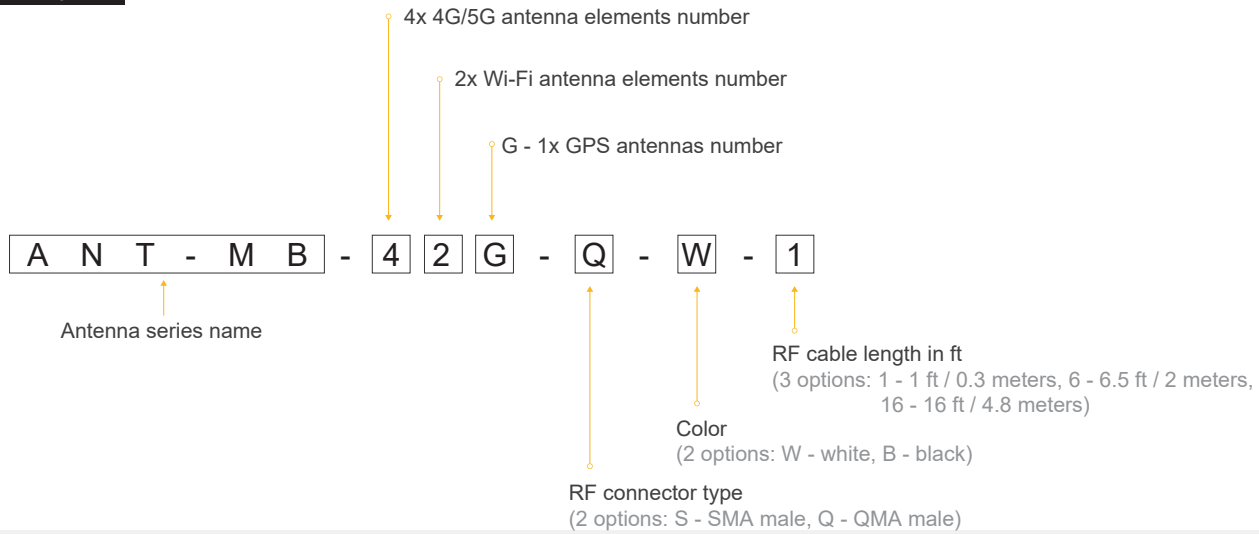 4x 4G/5G antenna elements number
2x Wi-Fi antenna elements number
G - 1x GPS antennas number
ANT-MB - 4 2 G - Q - W - 1
Antenna series name
RF cable length in ft
(3 options: 1 - 1 ft / 0.3 meters, 6 - 6.5 ft / 2 meters,
16 - 16 ft / 4.8 meters)
Color
(2 options: W - white, B - black)
RF connector type
(2 options: S - SMA male, Q - QMA male)